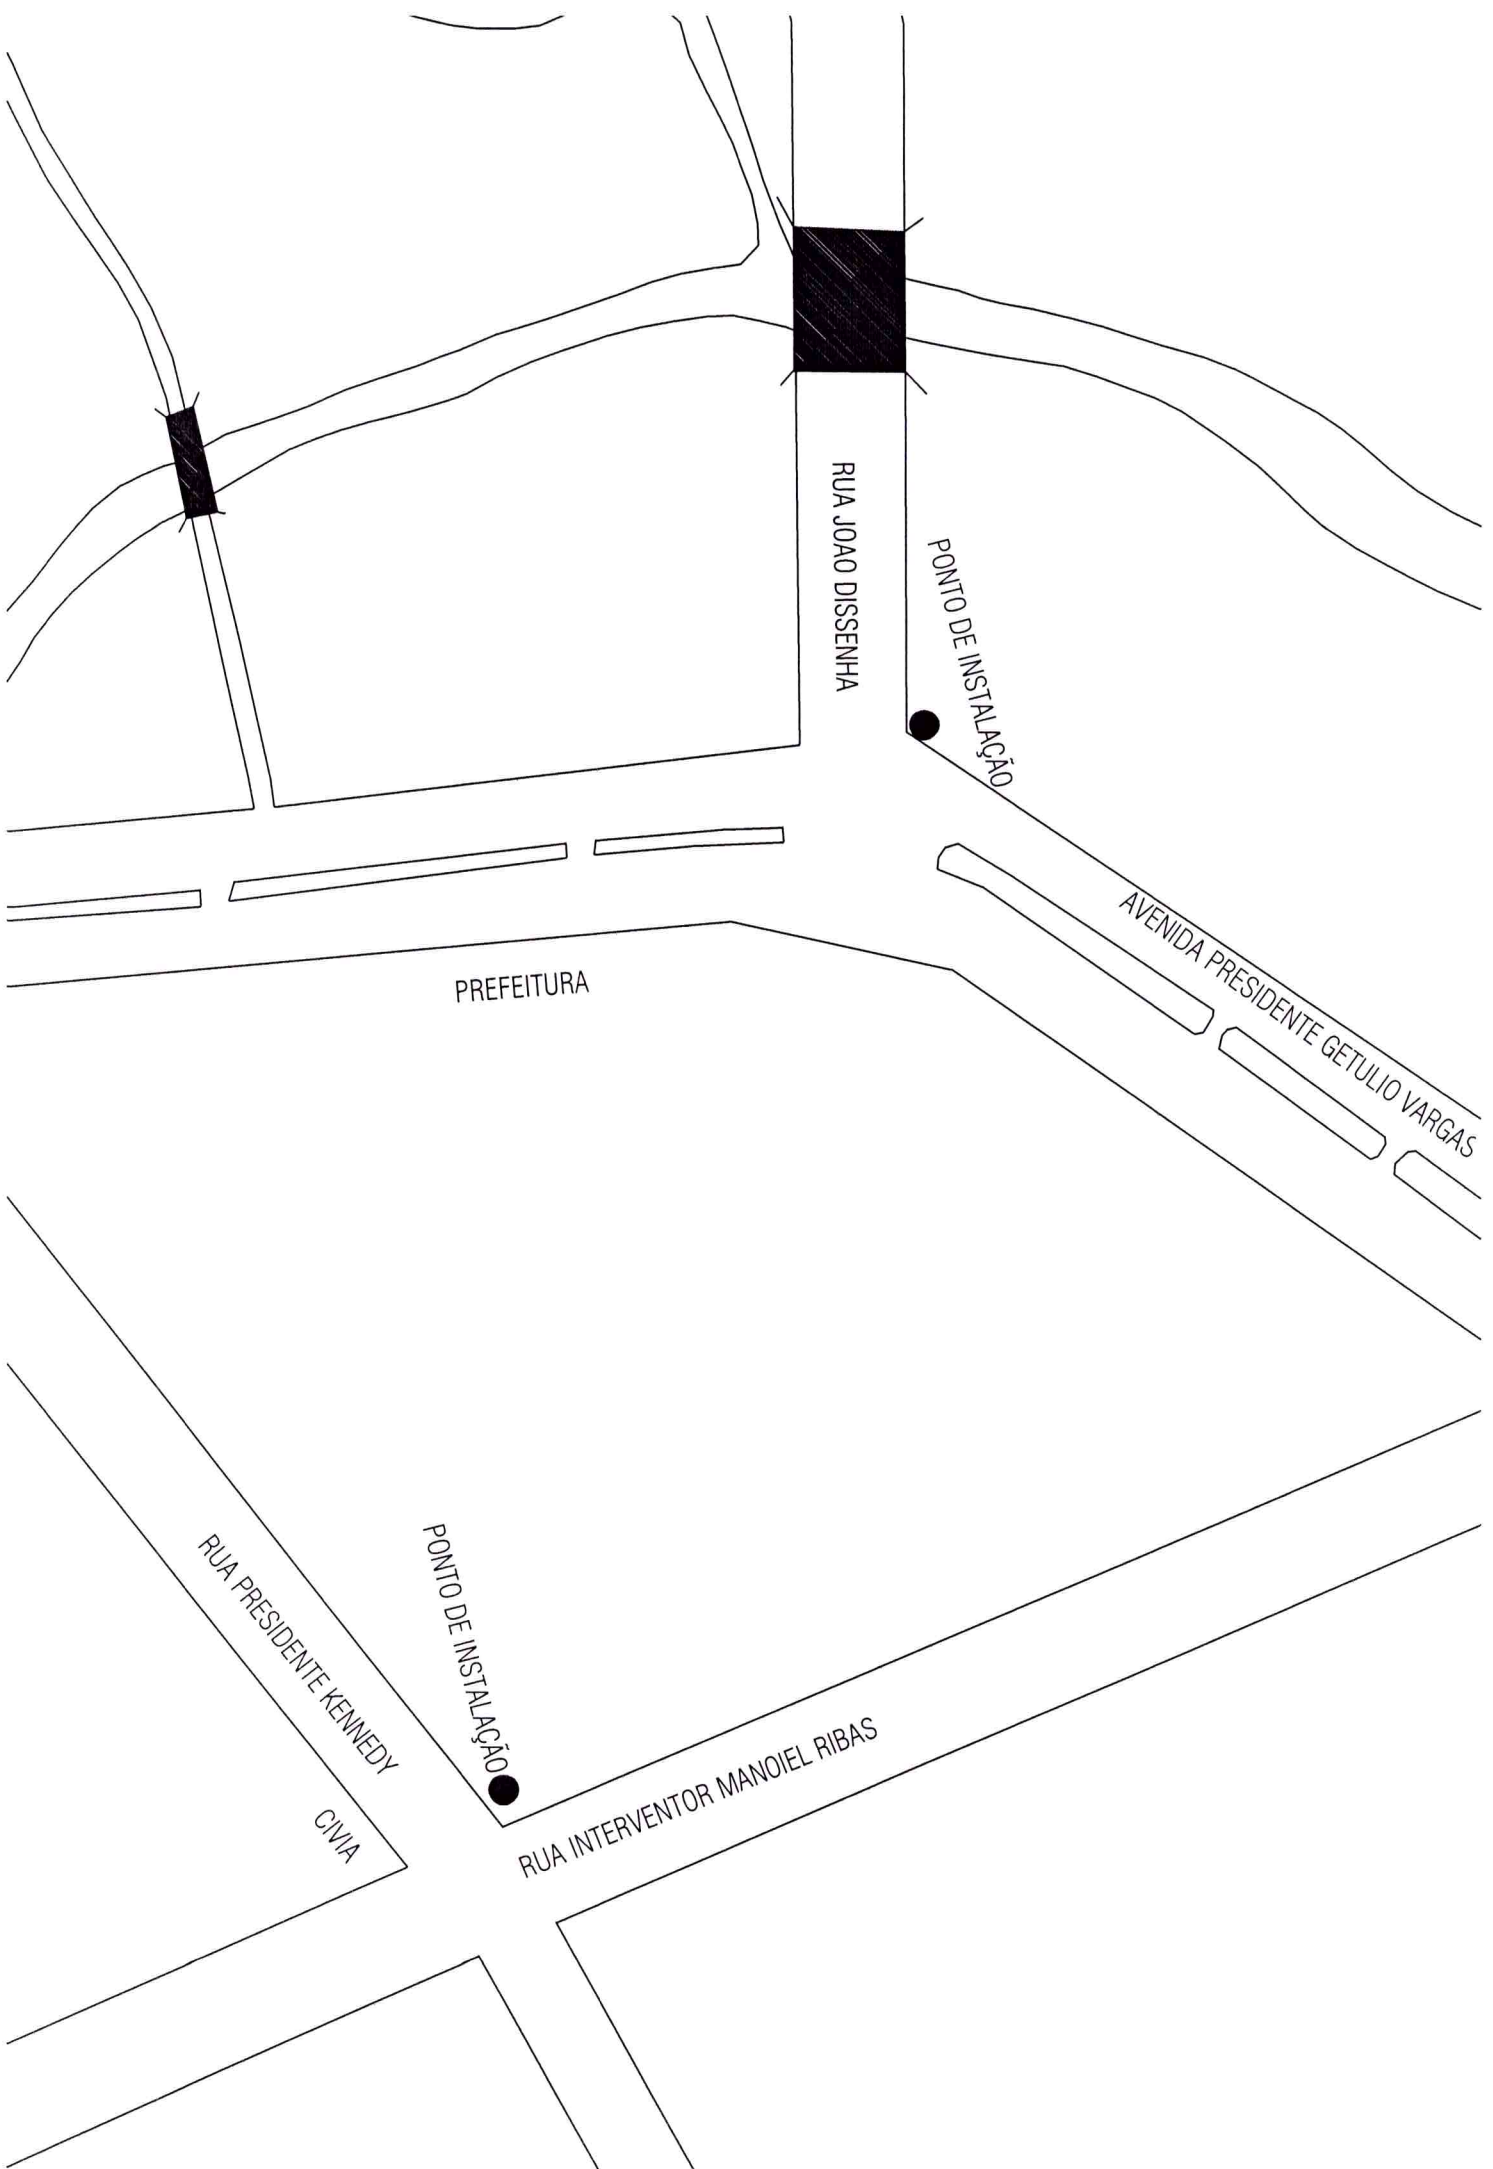 RUA JOAO DISSENHA
PONTO DE INSTALAÇÃO
AVENIDA PRESIDENTE GETULIO VARGAS
PREFEITURA
PONTO DE INSTALAÇÃO
RUA PRESIDENTE KENNEDY
RUA INTERVENTOR MANOIEL RIBAS
CIVIA